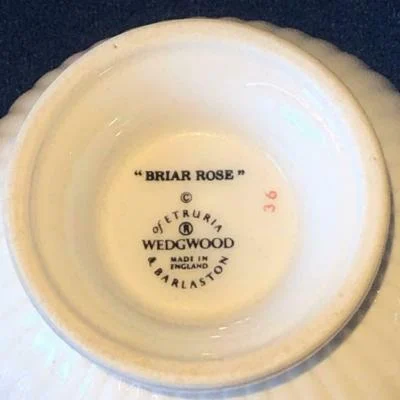 "BRIAR ROSE"
©
of ETRURIA
®
WEDGWOOD
MADE IN
ENGLAND
& BARLASTON
36